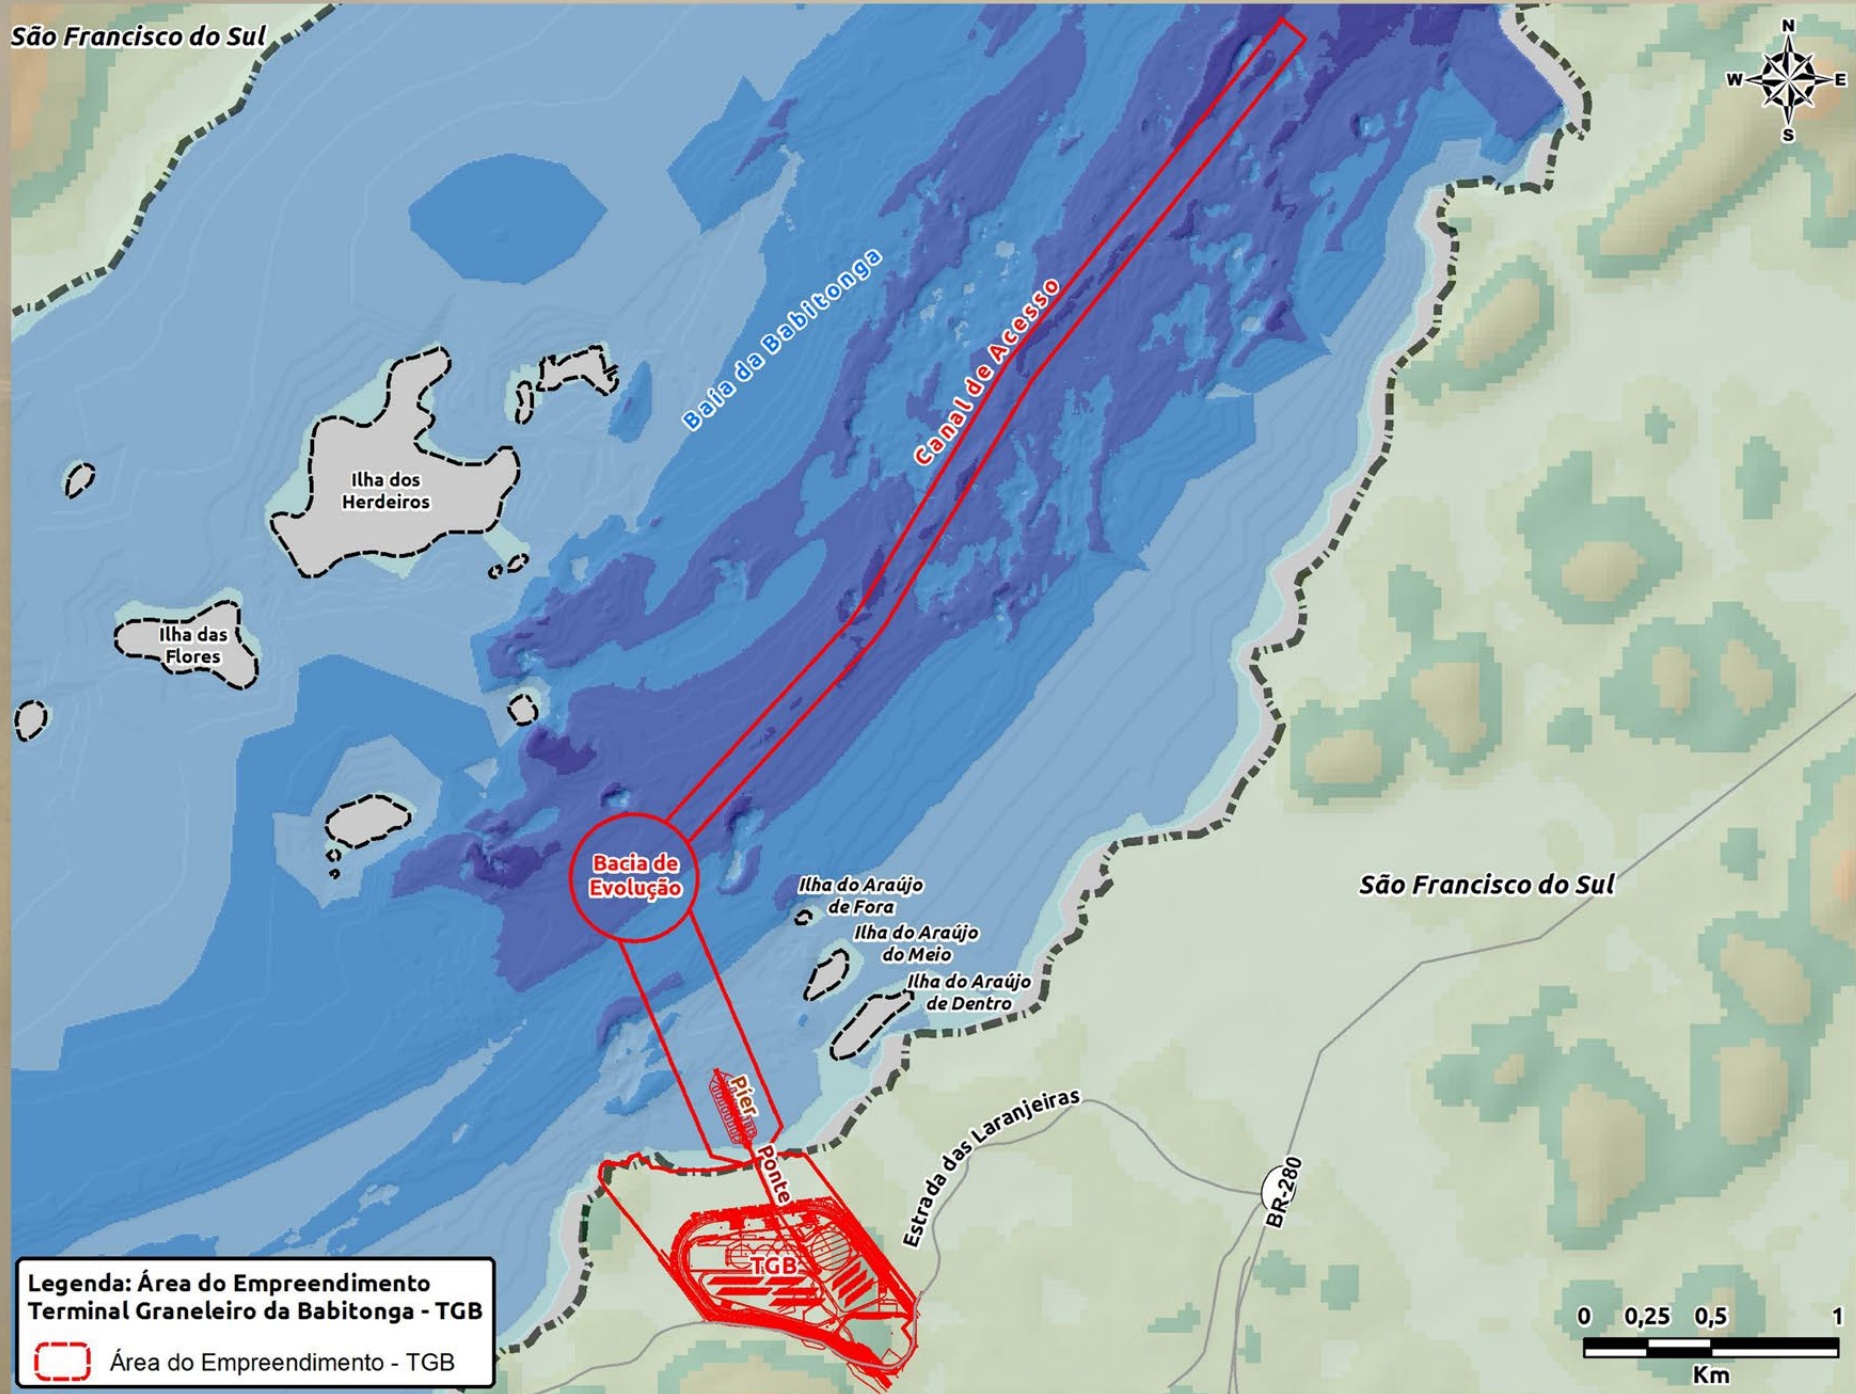 São Francisco do Sul
N
W
E
S
Baía da Babitonga
Canal de Acesso
Ilha dos
Herdeiros
Ilha das
Flores
Bacia de
Evolução
Ilha do Araújo
de Fora
São Francisco do Sul
Ilha do Araújo
do Meio
Ilha do Araújo
de Dentro
Píer
Estrada das Laranjeiras
Ponte
BR-280
TGB
Legenda: Área do Empreendimento
Terminal Graneleiro da Babitonga - TGB
Área do Empreendimento - TGB
0 0,25 0,5 1
Km